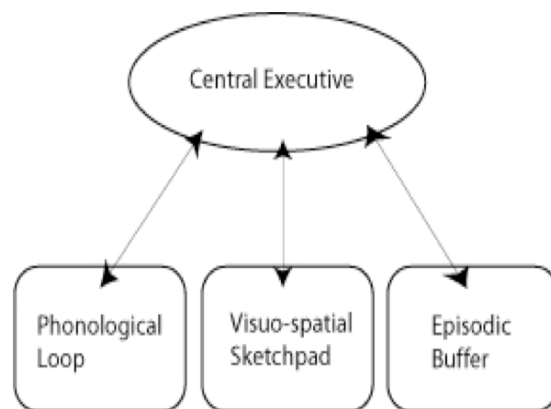 Central Executive
Phonological
Loop
Visuo-spatial
Sketchpad
Episodic
Buffer